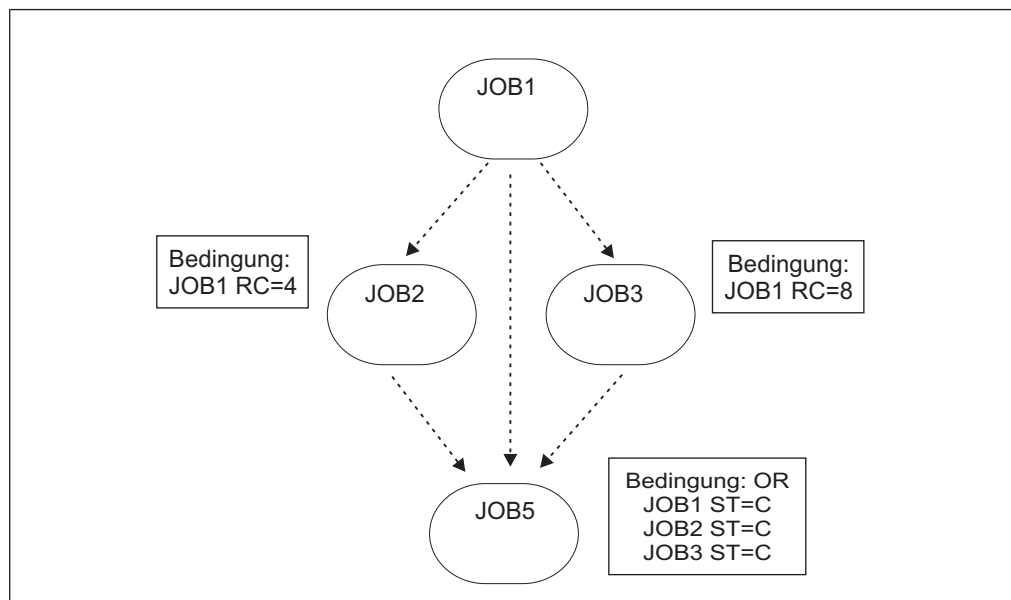 JOB1
Bedingung:
JOB1 RC=4
JOB2
JOB3
Bedingung:
JOB1 RC=8
JOB5
Bedingung: OR
JOB1 ST=C
JOB2 ST=C
JOB3 ST=C